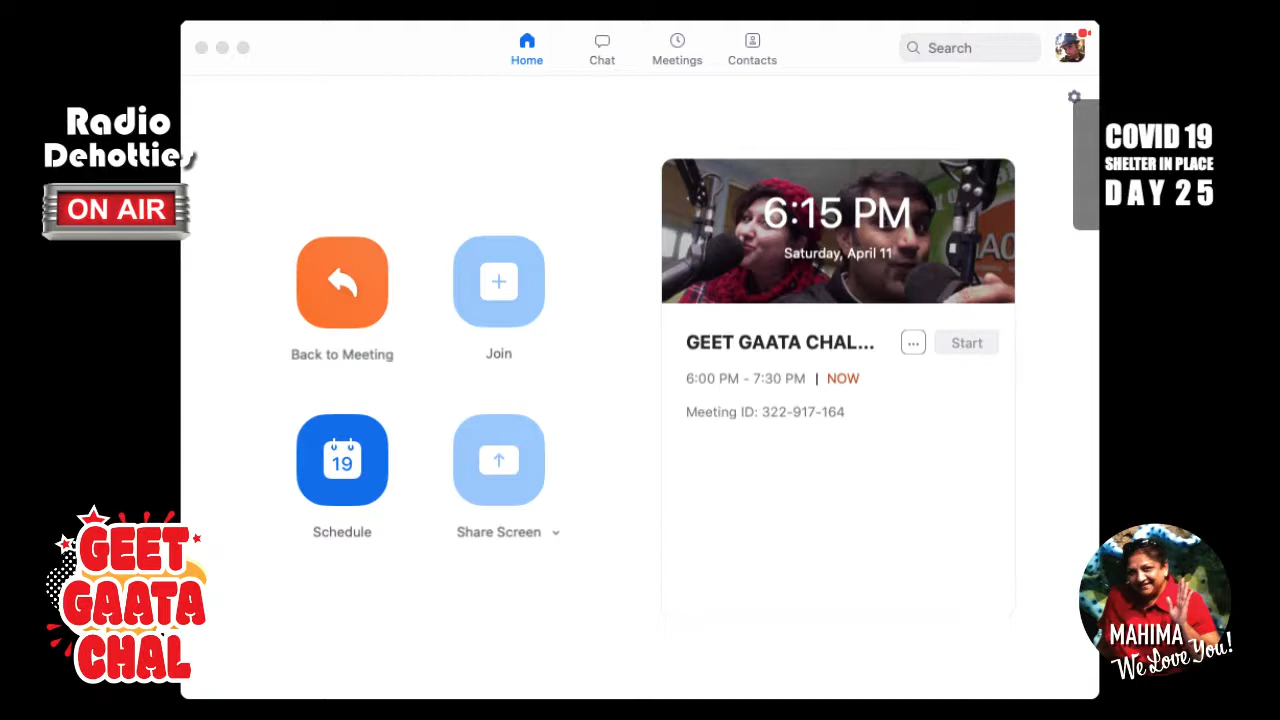 Home
Chat
Meetings
Contacts
Search
Radio
Dehotties
ON AIR
COVID 19
SHELTER IN PLACE
DAY 25
6:15 PM
Saturday, April 11
Back to Meeting
Join
GEET GAATA CHAL...
...
Start
6:00 PM - 7:30 PM | NOW
Meeting ID: 322-917-164
19
Schedule
Share Screen
GEET
GAATA
CHAL
MAHIMA
We Love You!